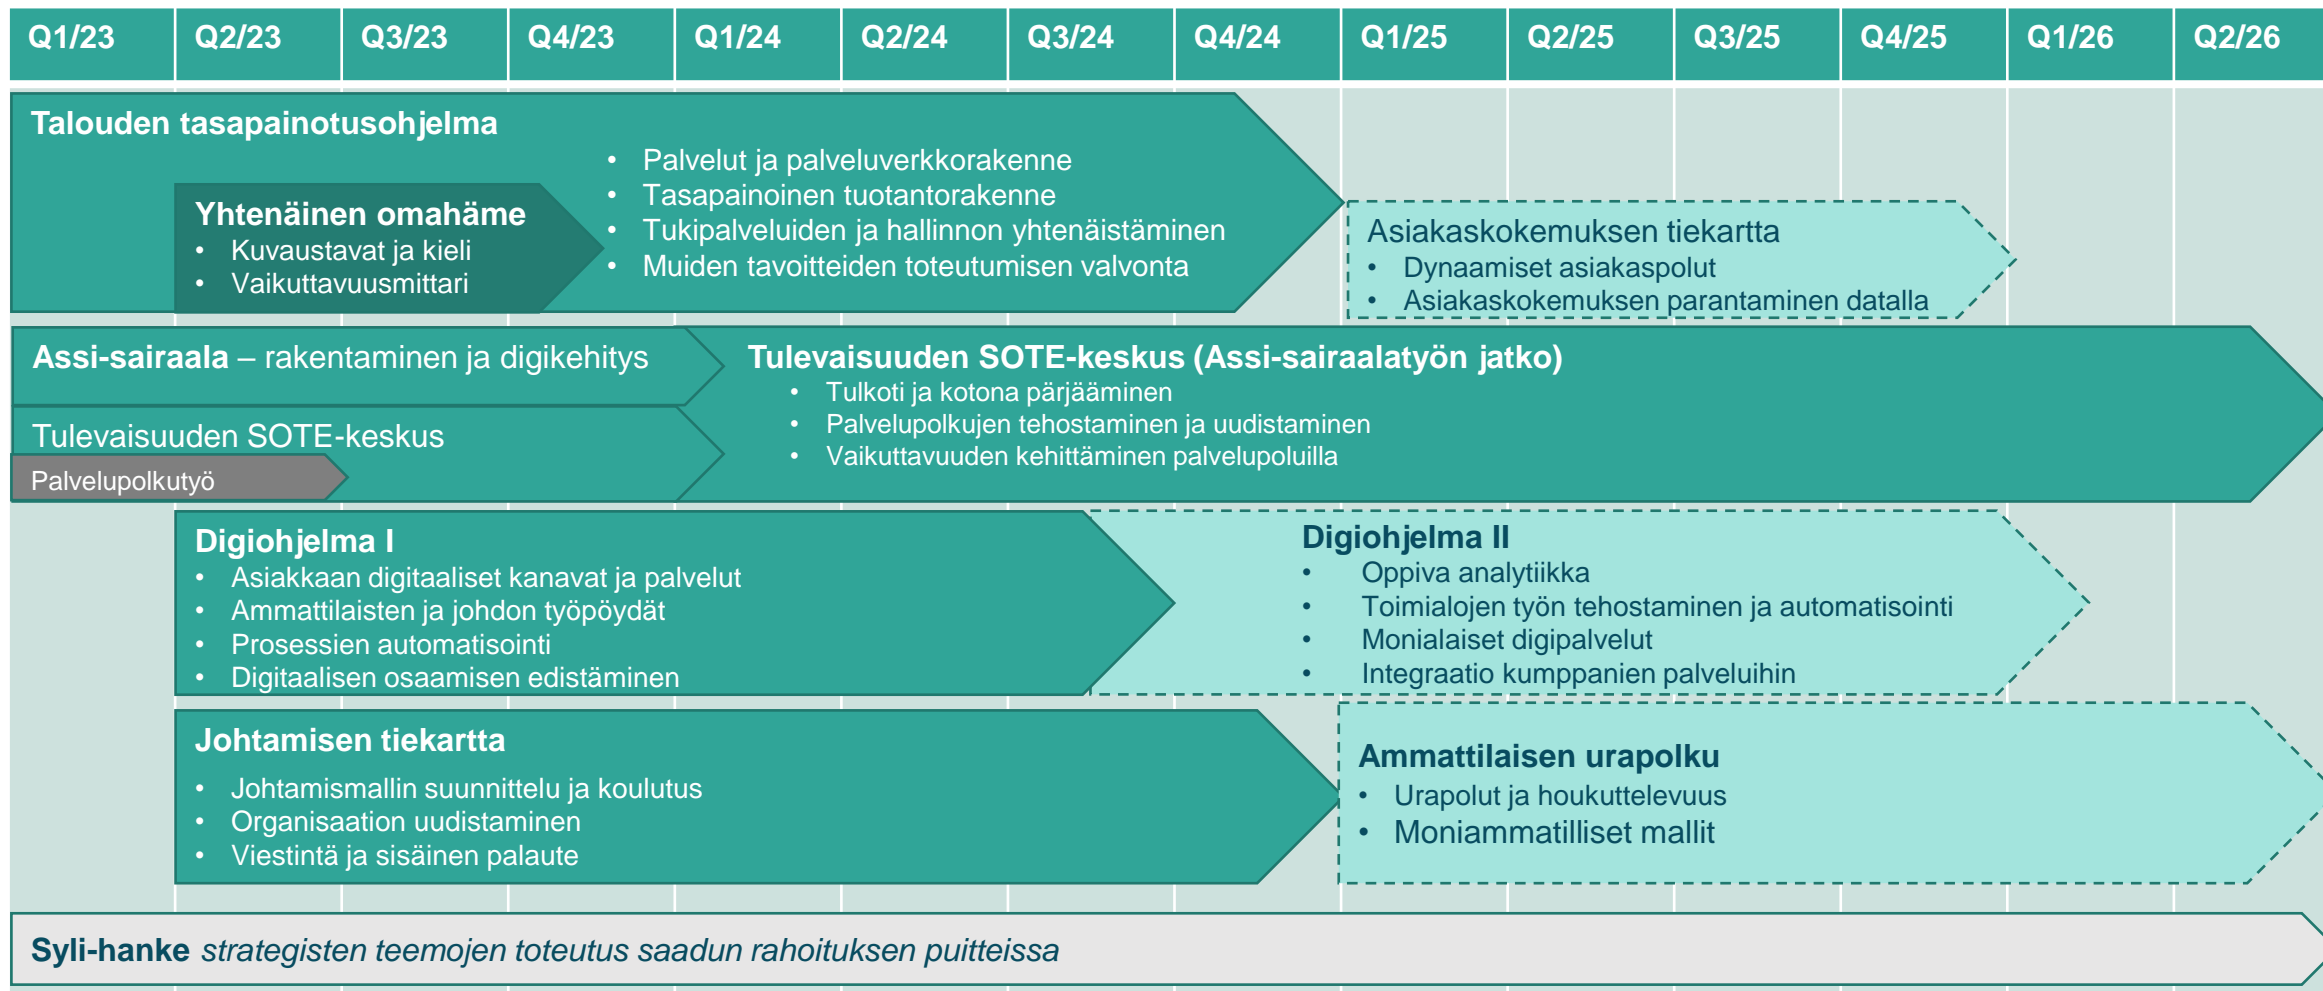 Q1/23 Q2/23 Q3/23 Q4/23 Q1/24 Q2/24 Q3/24 Q4/24 Q1/25 Q2/25 Q3/25 Q4/25 Q1/26 Q2/26
Talouden tasapainotusohjelma
• Palvelut ja palveluverkkorakenne
• Tasapainoinen tuotantorakenne
• Tukipalveluiden ja hallinnon yhtenäistäminen
• Muiden tavoitteiden toteutumisen valvonta
Yhtenäinen omahäme
• Kuvaustavat ja kieli
• Vaikuttavuusmittari
Asiakaskokemuksen tiekartta
• Dynaamiset asiakaspolut
• Asiakaskokemuksen parantaminen datalla
Assi-sairaala – rakentaminen ja digikehitys
Tulevaisuuden SOTE-keskus
Palvelupolkutyö
Tulevaisuuden SOTE-keskus (Assi-sairaalatyön jatko)
• Tulkoti ja kotona pärjääminen
• Palvelupolkujen tehostaminen ja uudistaminen
• Vaikuttavuuden kehittäminen palvelupoluilla
Digiohjelma I
• Asiakkaan digitaaliset kanavat ja palvelut
• Ammattilaisten ja johdon työpöydät
• Prosessien automatisointi
• Digitaalisen osaamisen edistäminen
Digiohjelma II
• Oppiva analytiikka
• Toimialojen työn tehostaminen ja automatisointi
• Monialaiset digipalvelut
• Integraatio kumppanien palveluihin
Johtamisen tiekartta
• Johtamismallin suunnittelu ja koulutus
• Organisaation uudistaminen
• Viestintä ja sisäinen palaute
Ammattilaisen urapolku
• Urapolut ja houkuttelevuus
• Moniammatilliset mallit
Syli-hanke strategisten teemojen toteutus saadun rahoituksen puitteissa